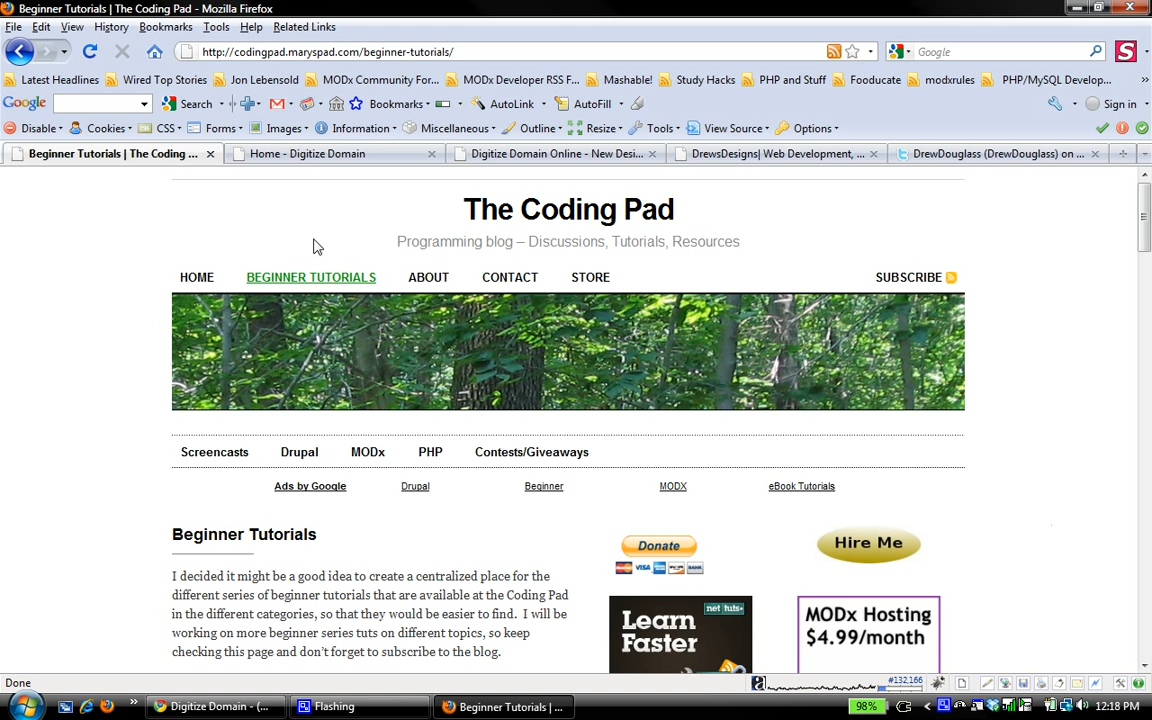 Beginner Tutorials | The Coding Pad - Mozilla Firefox
File Edit View History Bookmarks Tools Help Related Links
http://codingpad.maryspad.com/beginner-tutorials/ Google
Latest Headlines Wired Top Stories Jon Lebensold MODx Community For... MODx Developer RSS F... Mashable! Study Hacks PHP and Stuff Fooducate modxrules PHP/MySQL Develop...
Google Search Bookmarks AutoLink AutoFill Sign in
Disable Cookies CSS Forms Images Information Miscellaneous Outline Resize Tools View Source Options
Beginner Tutorials | The Coding ... Home - Digitize Domain Digitize Domain Online - New Desi... DrewsDesigns| Web Development, ... DrewDouglass (DrewDouglass) on ...
The Coding Pad
Programming blog – Discussions, Tutorials, Resources
HOME BEGINNER TUTORIALS ABOUT CONTACT STORE SUBSCRIBE
Screencasts Drupal MODx PHP Contests/Giveaways
Ads by Google Drupal Beginner MODX eBook Tutorials
Beginner Tutorials
I decided it might be a good idea to create a centralized place for the
different series of beginner tutorials that are available at the Coding Pad
in the different categories, so that they would be easier to find. I will be
working on more beginner series tuts on different topics, so keep
checking this page and don't forget to subscribe to the blog.
Donate
VISA
BANK
Hire Me
net tuts+
Learn
Faster
MODx Hosting
$4.99/month
Done #132,166
Digitize Domain - (... Flashing Beginner Tutorials | ... 98% 12:18 PM